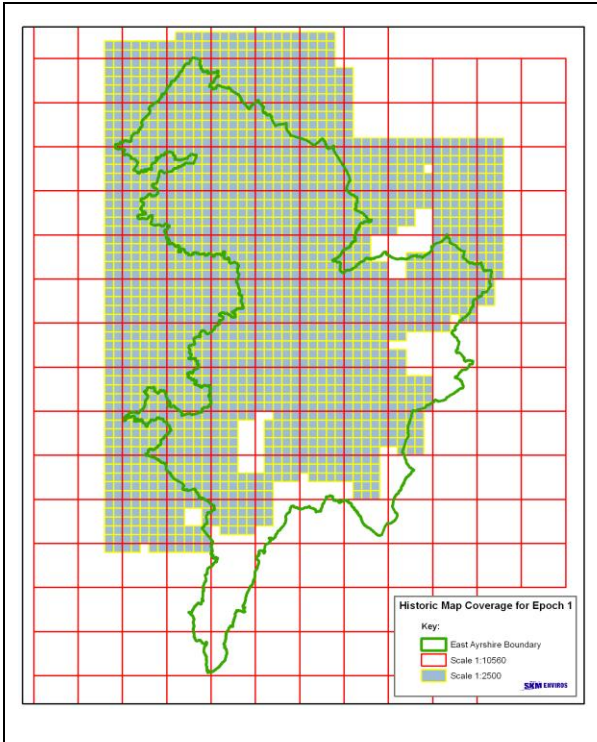 Historic Map Coverage for Epoch 1
Key:
East Ayrshire Boundary
Scale 1:10560
Scale 1:2500
SKM ENVIROS